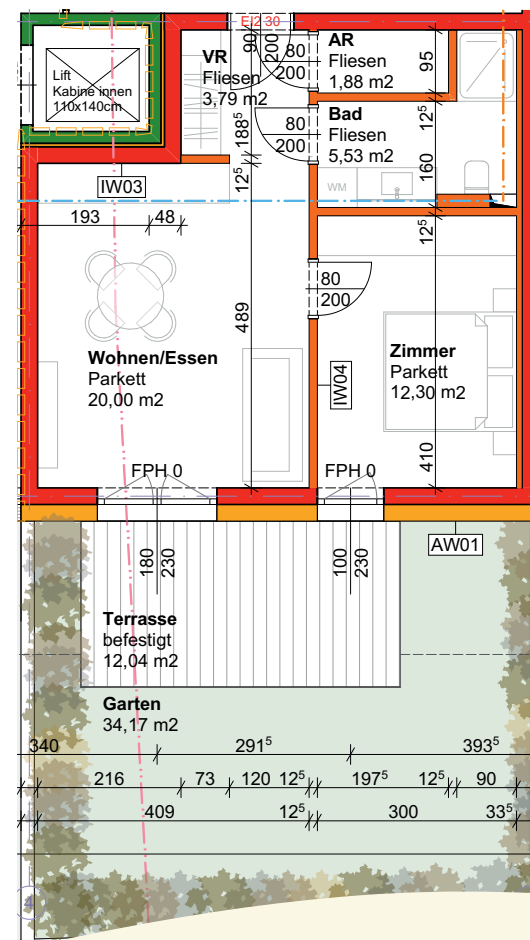 EI2 30
Lift
Kabine innen
110x140cm
VR
Fliesen
3,79 m2
90
200
80
200
AR
Fliesen
1,88 m2
95
80
200
Bad
Fliesen
5,53 m2
12⁵
188⁵
12⁵
160
WM
IW03
193
48
12⁵
80
200
489
Wohnen/Essen
Parkett
20,00 m2
Zimmer
Parkett
12,30 m2
IW04
410
FPH 0
FPH 0
180
230
100
230
AW01
Terrasse
befestigt
12,04 m2
Garten
34,17 m2
340
291⁵
393⁵
216
73
120
12⁵
197⁵
12⁵
90
409
12⁵
300
33⁵
4